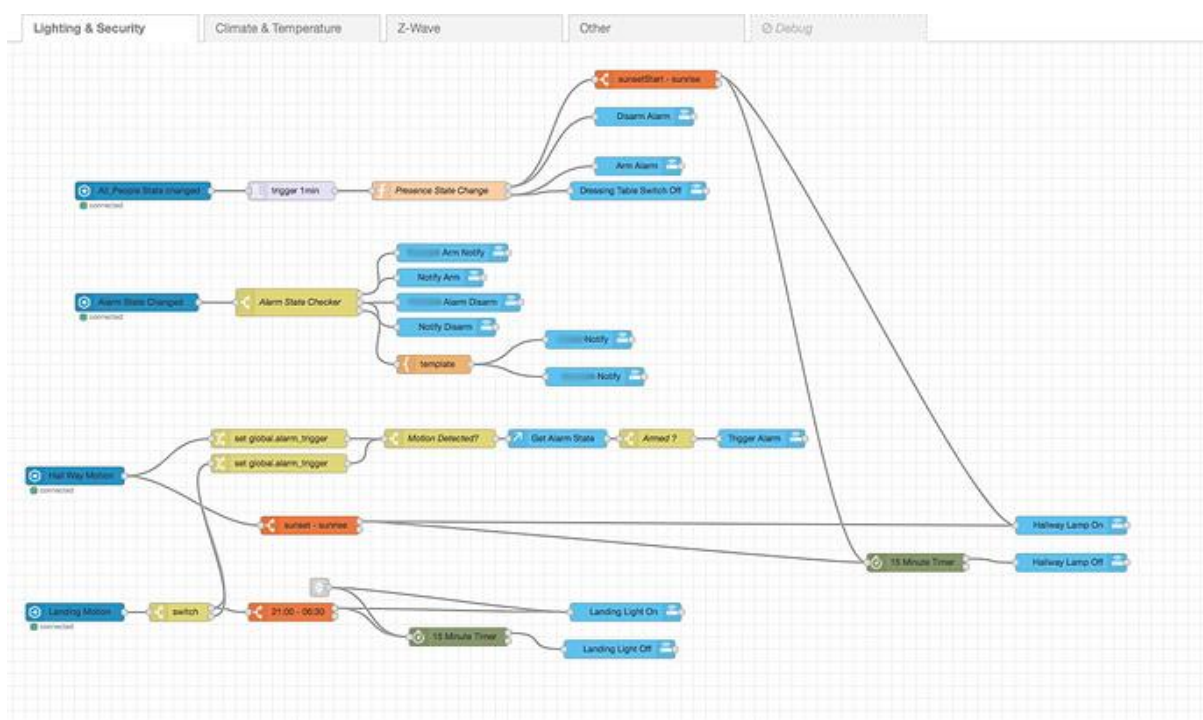 Lighting & Security
Climate & Temperature
Z-Wave
Other
Debug
sunsetStart - sunrise
Disarm Alarm
Arm Alarm
All_People State changed
trigger 1min
Presence State Change
Dressing Table Switch Off
connected
Arm Notify
Notify Arm
Alarm State Changed
Alarm State Checker
Alarm Disarm
connected
Notify Disarm
Notify
template
Notify
set global.alarm_trigger
Motion Detected?
Get Alarm State
Armed ?
Trigger Alarm
set global.alarm_trigger
Hall Way Motion
connected
sunset - sunrise
Hallway Lamp On
15 Minute Timer
Hallway Lamp Off
Landing Motion
switch
21:00 - 06:30
Landing Light On
connected
15 Minute Timer
Landing Light Off